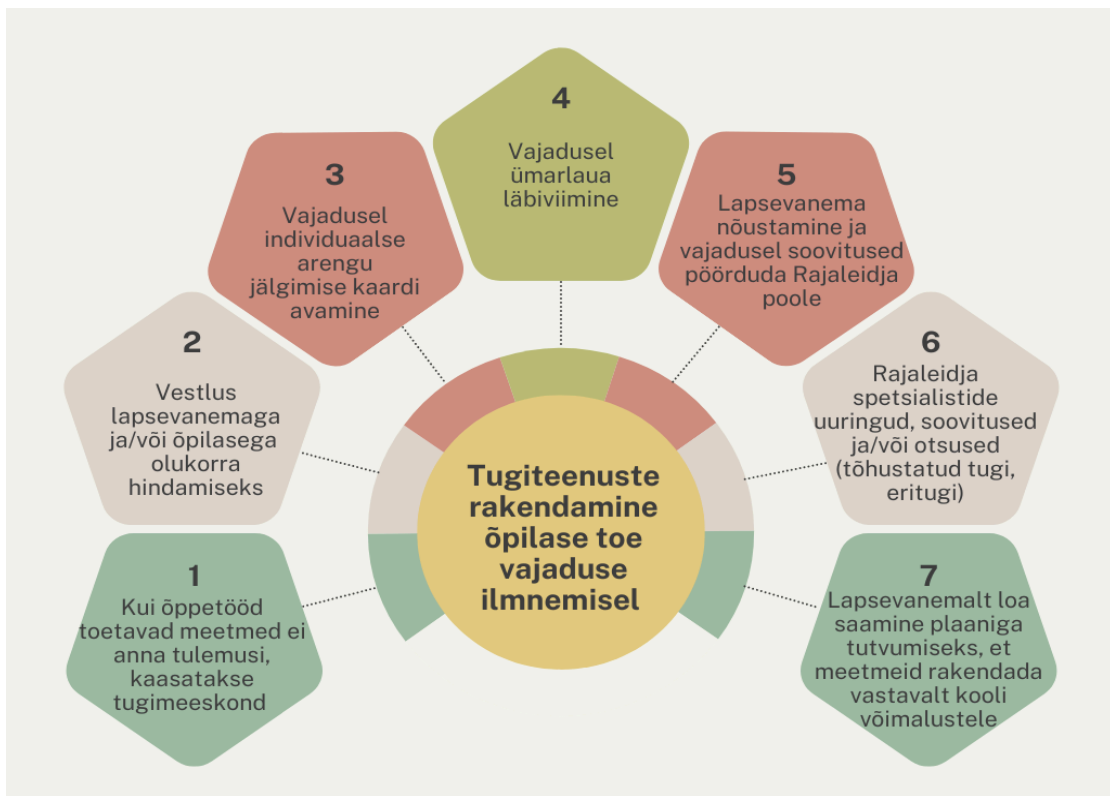 1
Kui õppetööd
toetavad meetmed ei
anna tulemusi,
kaasatakse
tugimeeskond
2
Vestlus
lapsevanemaga
ja/või õpilasega
olukorra
hindamiseks
3
Vajadusel
individuaalse
arengu
jälgimise kaardi
avamine
4
Vajadusel
ümarlaua
läbiviimine
5
Lapsevanema
nõustamine ja
vajadusel soovitused
pöörduda Rajaleidja
poole
6
Rajaleidja
spetsialistide
uuringud, soovitused
ja/või otsused
(tõhustatud tugi,
eritugi)
7
Lapsevanemalt loa
saamine plaaniga
tutvumiseks, et
meetmeid rakendada
vastavalt kooli
võimalustele
Tugiteenuste
rakendamine
õpilase toe
vajaduse
ilmnemisel